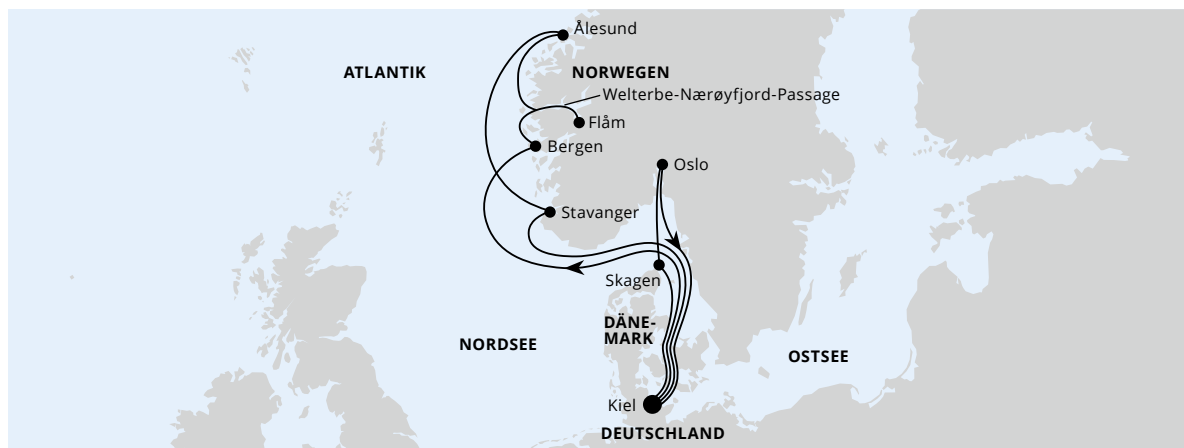 Ålesund
ATLANTIK
NORWEGEN
Welterbe-Nærøyfjord-Passage
Flåm
Bergen
Oslo
Stavanger
Skagen
DÄNE-
MARK
NORDSEE
OSTSEE
Kiel
DEUTSCHLAND